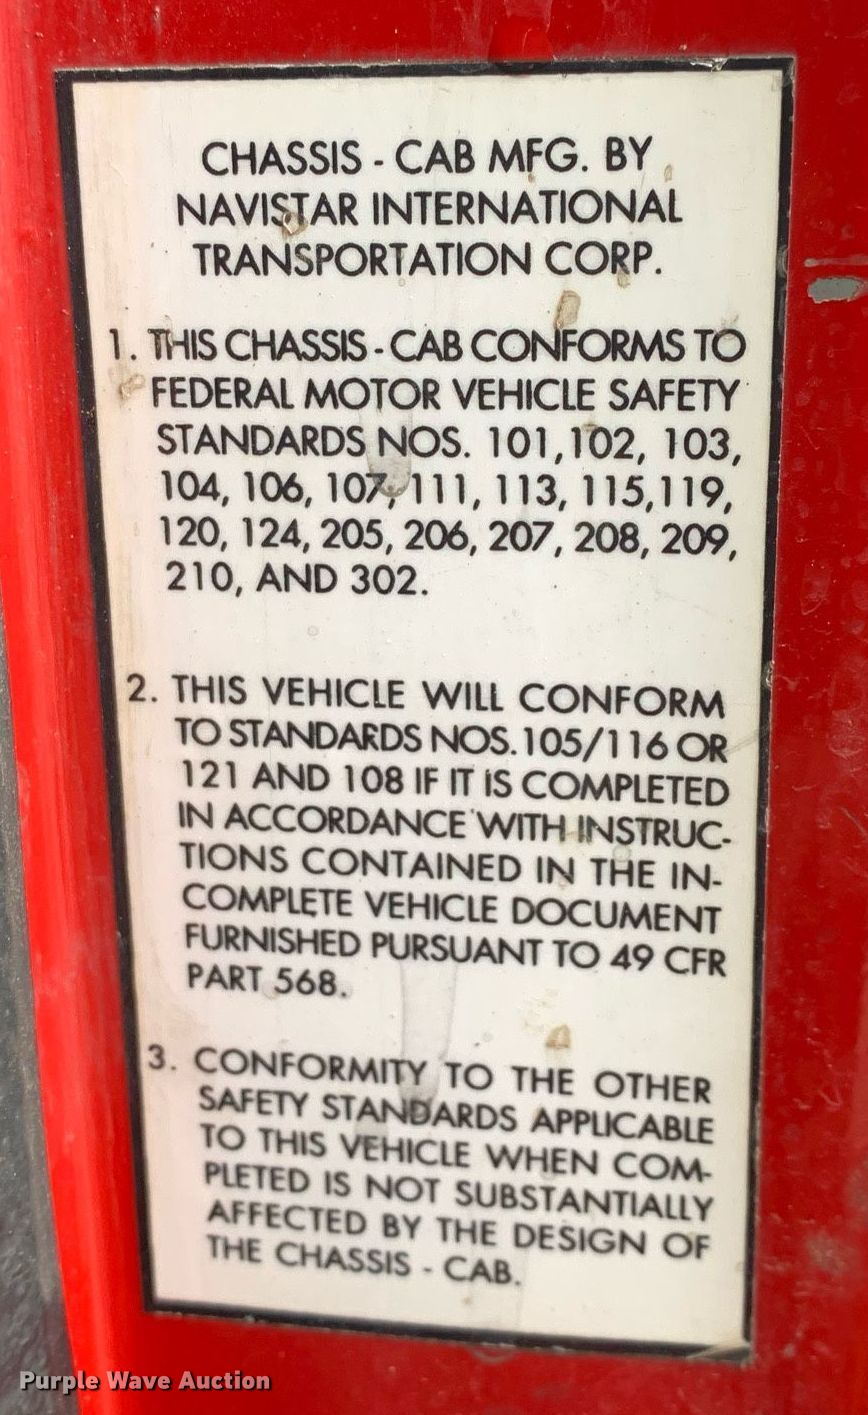 CHASSIS - CAB MFG. BY
NAVISTAR INTERNATIONAL
TRANSPORTATION CORP.
1. THIS CHASSIS - CAB CONFORMS TO
FEDERAL MOTOR VEHICLE SAFETY
STANDARDS NOS. 101,102, 103,
104, 106, 107, 111, 113, 115,119,
120, 124, 205, 206, 207, 208, 209,
210, AND 302.
2. THIS VEHICLE WILL CONFORM
TO STANDARDS NOS. 105/116 OR
121 AND 108 IF IT IS COMPLETED
IN ACCORDANCE WITH INSTRUC-
TIONS CONTAINED IN THE IN-
COMPLETE VEHICLE DOCUMENT
FURNISHED PURSUANT TO 49 CFR
PART 568.
3. CONFORMITY TO THE OTHER
SAFETY STANDARDS APPLICABLE
TO THIS VEHICLE WHEN COM-
PLETED IS NOT SUBSTANTIALLY
AFFECTED BY THE DESIGN OF
THE CHASSIS - CAB.
Purple Wave Auction